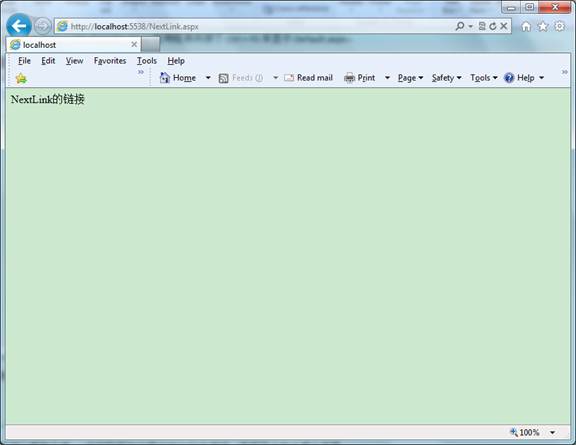 http://localhost:5538/NextLink.aspx
localhost
File Edit View Favorites Tools Help
Home Feeds (J) Read mail Print Page Safety Tools Help
NextLink的链接
100%